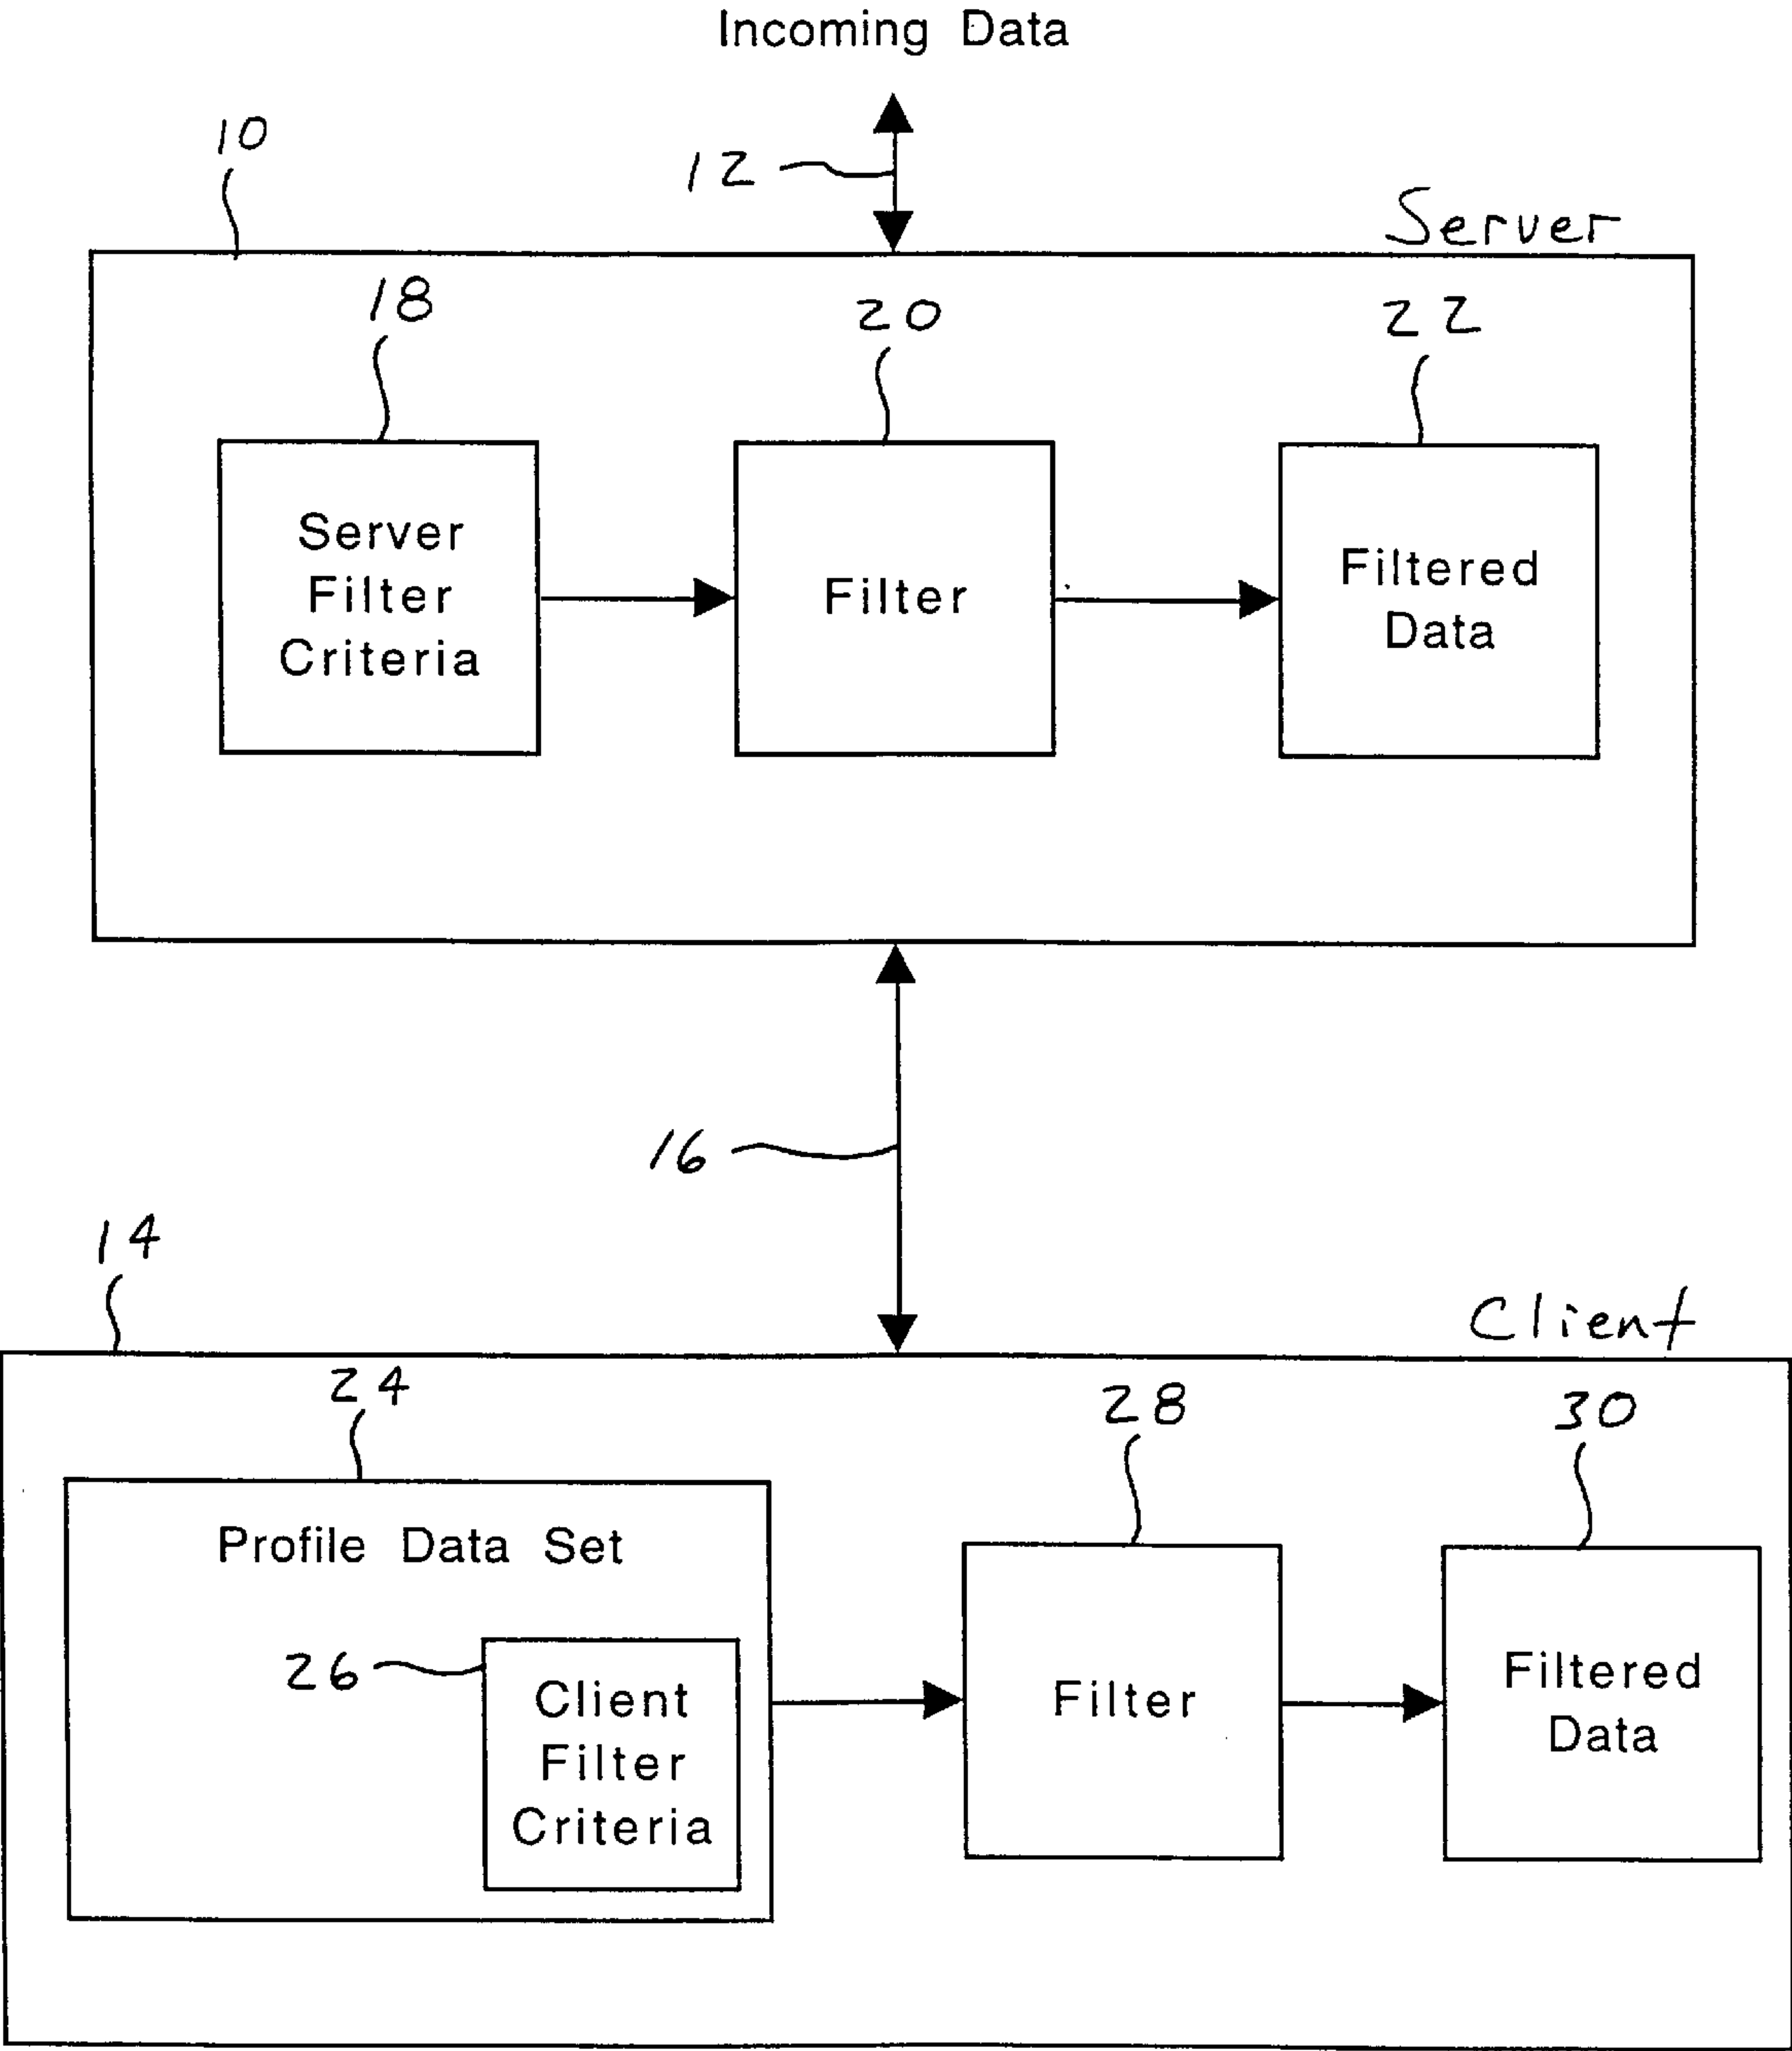 Incoming Data
10
12
Server
18
20
22
Server
Filter
Criteria
Filter
Filtered
Data
16
14
Client
24
28
30
Profile Data Set
26
Client
Filter
Criteria
Filter
Filtered
Data